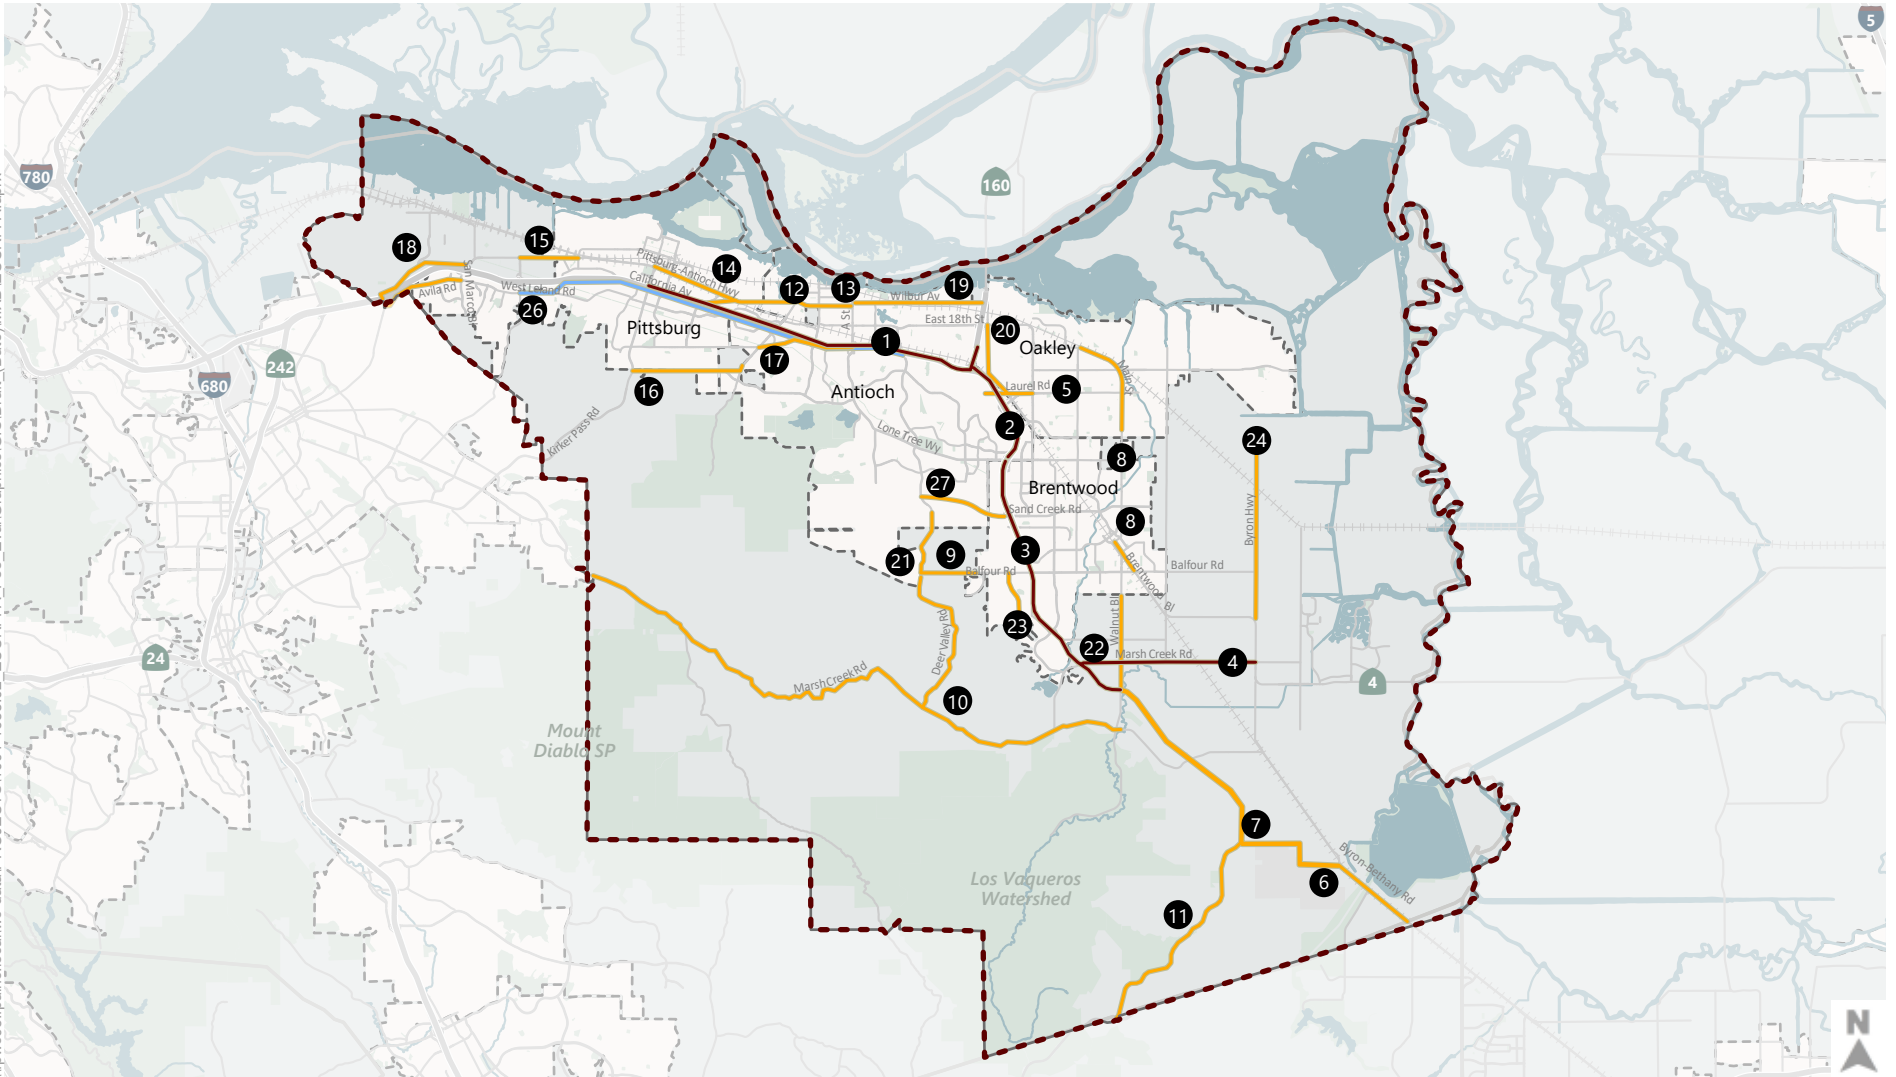 5
780
160
18
15
Pittsburg-Antioch Hwy
14
San Marco Bl
Avila Rd
West Leland Rd
California Av
12
13
19
Wilbur Av
26
Pittsburg
A St
East 18th St
20
1
Oakley
242
680
17
16
Antioch
Laurel Rd
5
Main St
2
Kirker Pass Rd
Lone Tree Wy
24
8
27
Brentwood
Sand Creek Rd
8
Byron Hwy
3
21
9
Balfour Rd
Brentwood Bl
Balfour Rd
Deer Valley Rd
23
Walnut Bl
22
Marsh Creek Rd
4
24
Marsh Creek Rd
4
10
Mount
Diablo SP
7
Byron-Bethany Rd
6
Los Vaqueros
Watershed
11
N